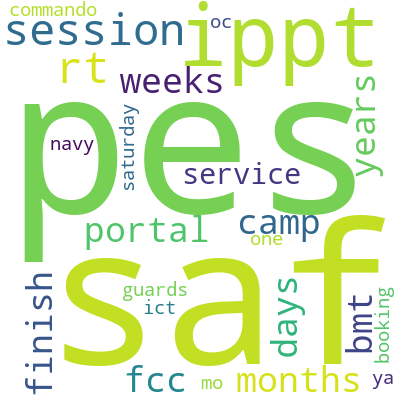 commando
oc
session
ippt
rt
weeks
years
pes
saturday
navy
service
portal
camp
one
saf
finish
guards
ict
days
bmt
booking
fcc
mo
months
ya